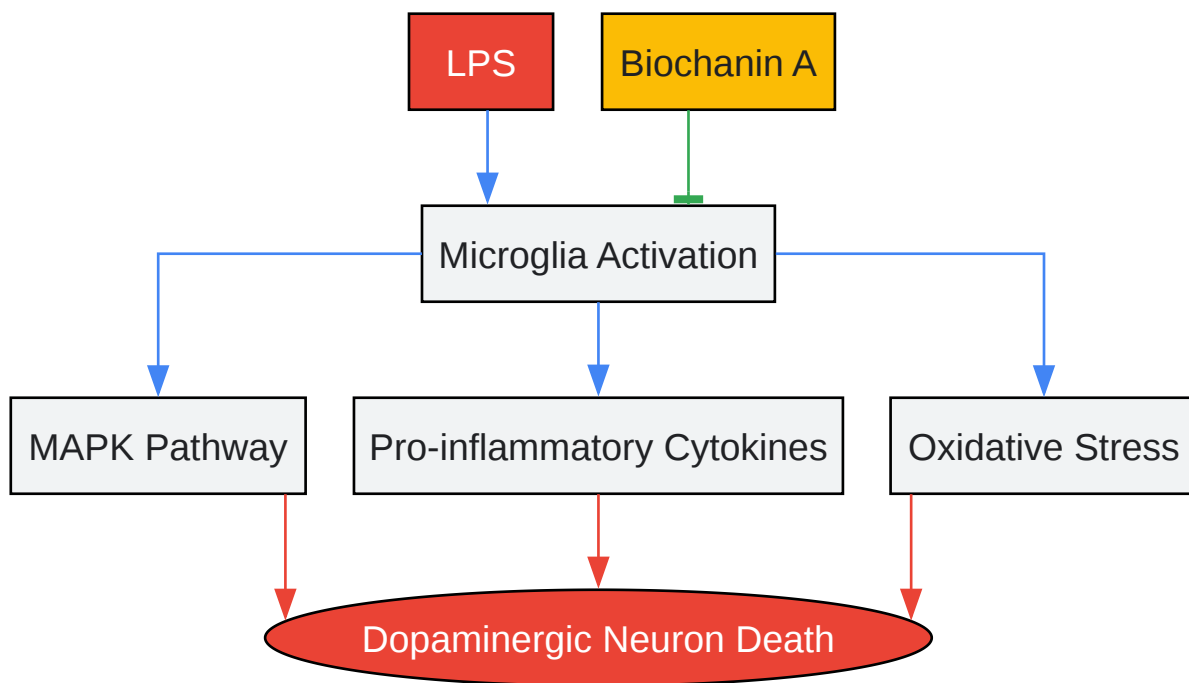 LPS
Biochanin A
Microglia Activation
MAPK Pathway
Pro-inflammatory Cytokines
Oxidative Stress
Dopaminergic Neuron Death